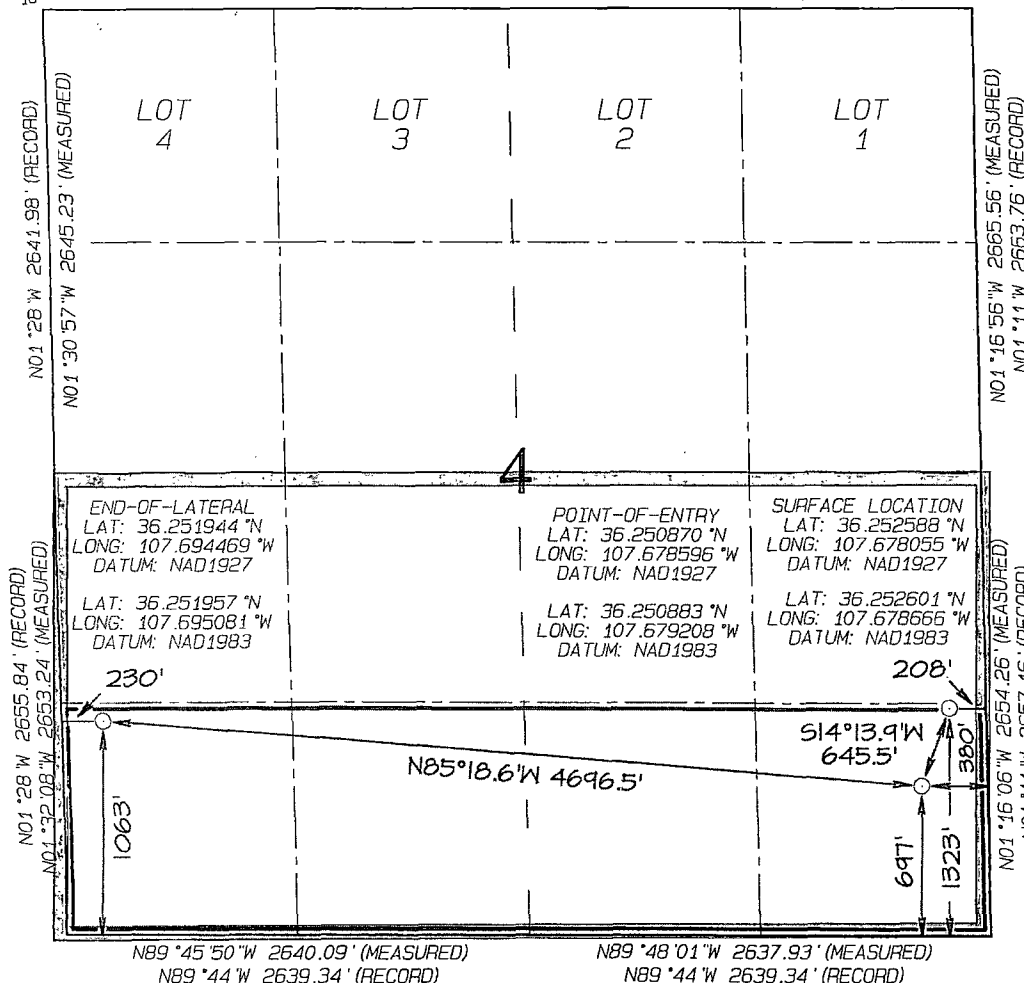 LOT
4
LOT
3
LOT
2
LOT
1
N01°28'W 2641.98' (RECORD)
N01°30'57"W 2645.23' (MEASURED)
N01°16'56"W 2665.56' (MEASURED)
N01°11'W 2663.76' (RECORD)
4
END-OF-LATERAL
LAT: 36.251944°N
LONG: 107.694469°W
DATUM: NAD1927
LAT: 36.251957°N
LONG: 107.695081°W
DATUM: NAD1983
POINT-OF-ENTRY
LAT: 36.250870°N
LONG: 107.678596°W
DATUM: NAD1927
LAT: 36.250883°N
LONG: 107.679208°W
DATUM: NAD1983
SURFACE LOCATION
LAT: 36.252588°N
LONG: 107.678055°W
DATUM: NAD1927
LAT: 36.252601°N
LONG: 107.678666°W
DATUM: NAD1983
N01°28'W 2655.84' (RECORD)
N01°32'08"W 2653.24' (MEASURED)
230'
208'
S14°13.9'W
645.5'
380'
N85°18.6'W 4696.5'
1063'
697'
1323'
N01°16'06"W 2654.26' (MEASURED)
N89°45'50"W 2640.09' (MEASURED)
N89°44'W 2639.34' (RECORD)
N89°48'01"W 2637.93' (MEASURED)
N89°44'W 2639.34' (RECORD)